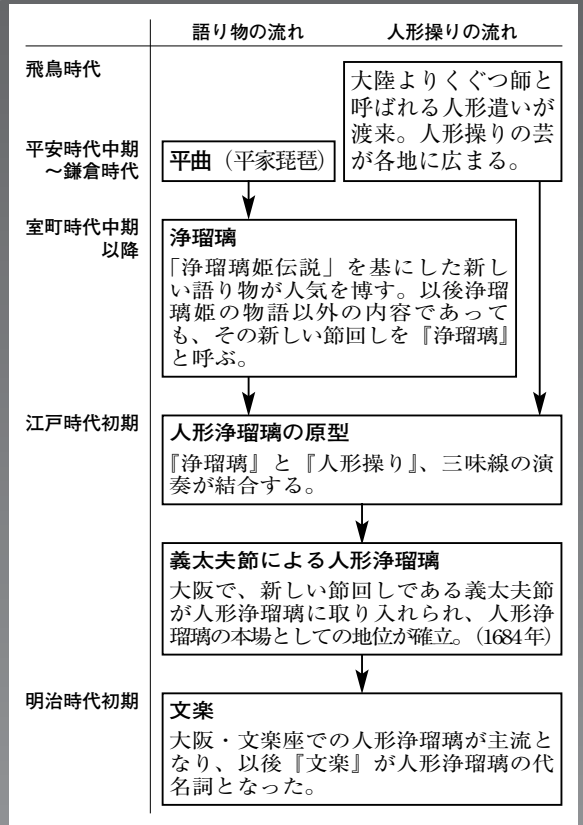 語り物の流れ
人形操りの流れ
飛鳥時代
大陸よりくぐつ師と
呼ばれる人形遣いが
渡来。人形操りの芸
が各地に広まる。
平安時代中期
～鎌倉時代
平曲（平家琵琶）
室町時代中期
以降
浄瑠璃
「浄瑠璃姫伝説」を基にした新し
い語り物が人気を博す。以後浄瑠
璃姫の物語以外の内容であって
も、その新しい節回しを『浄瑠璃』
と呼ぶ。
江戸時代初期
人形浄瑠璃の原型
『浄瑠璃』と『人形操り』、三味線の演
奏が結合する。
義太夫節による人形浄瑠璃
大阪で、新しい節回しである義太夫節
が人形浄瑠璃に取り入れられ、人形浄
瑠璃の本場としての地位が確立。（1684年）
明治時代初期
文楽
大阪・文楽座での人形浄瑠璃が主流と
なり、以後『文楽』が人形浄瑠璃の代
名詞となった。